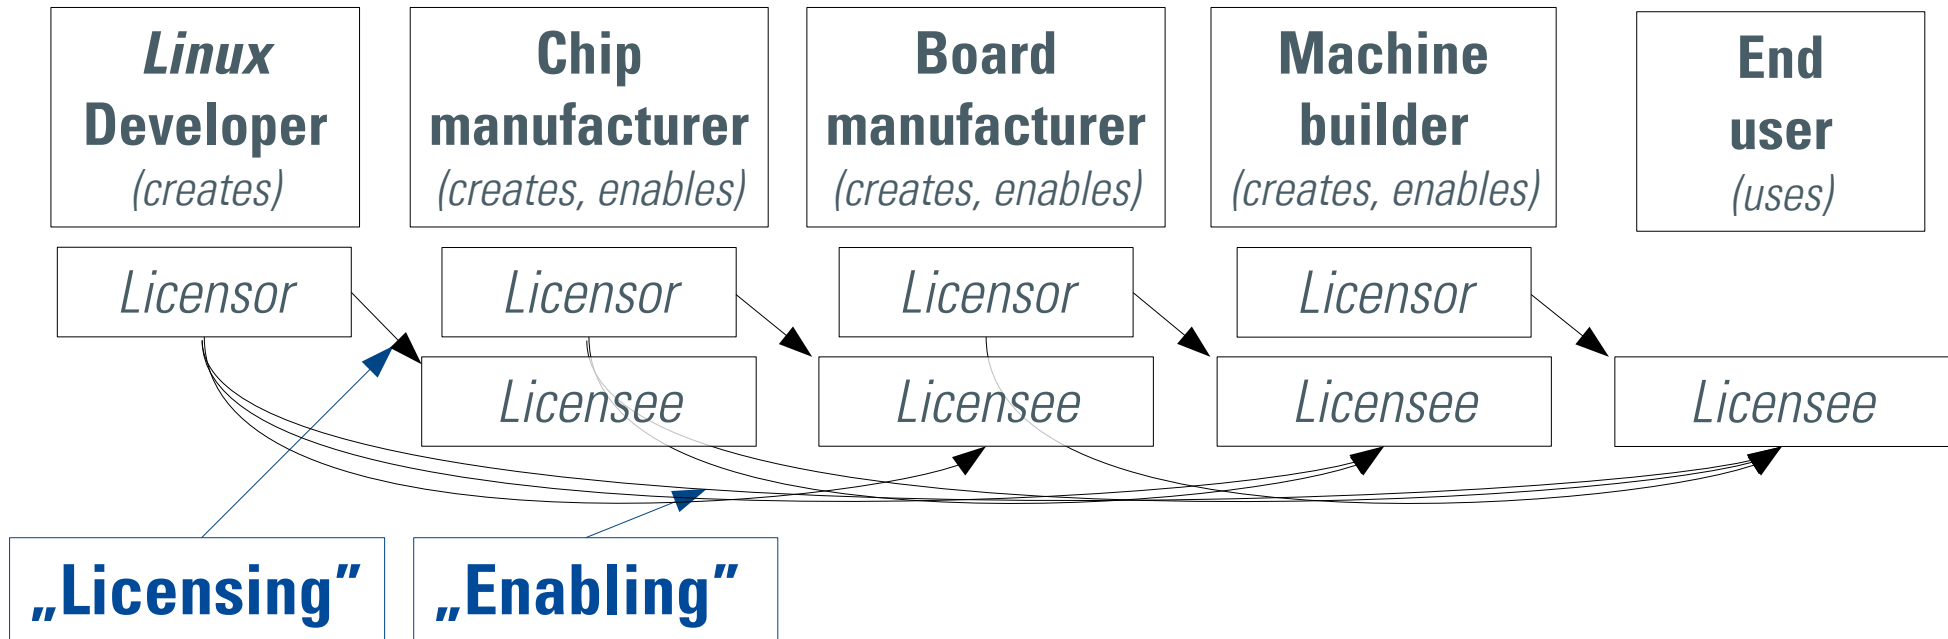 Linux
Developer
(creates)
Chip
manufacturer
(creates, enables)
Board
manufacturer
(creates, enables)
Machine
builder
(creates, enables)
End
user
(uses)
Licensor
Licensor
Licensor
Licensor
Licensee
Licensee
Licensee
Licensee
„Licensing”
„Enabling”